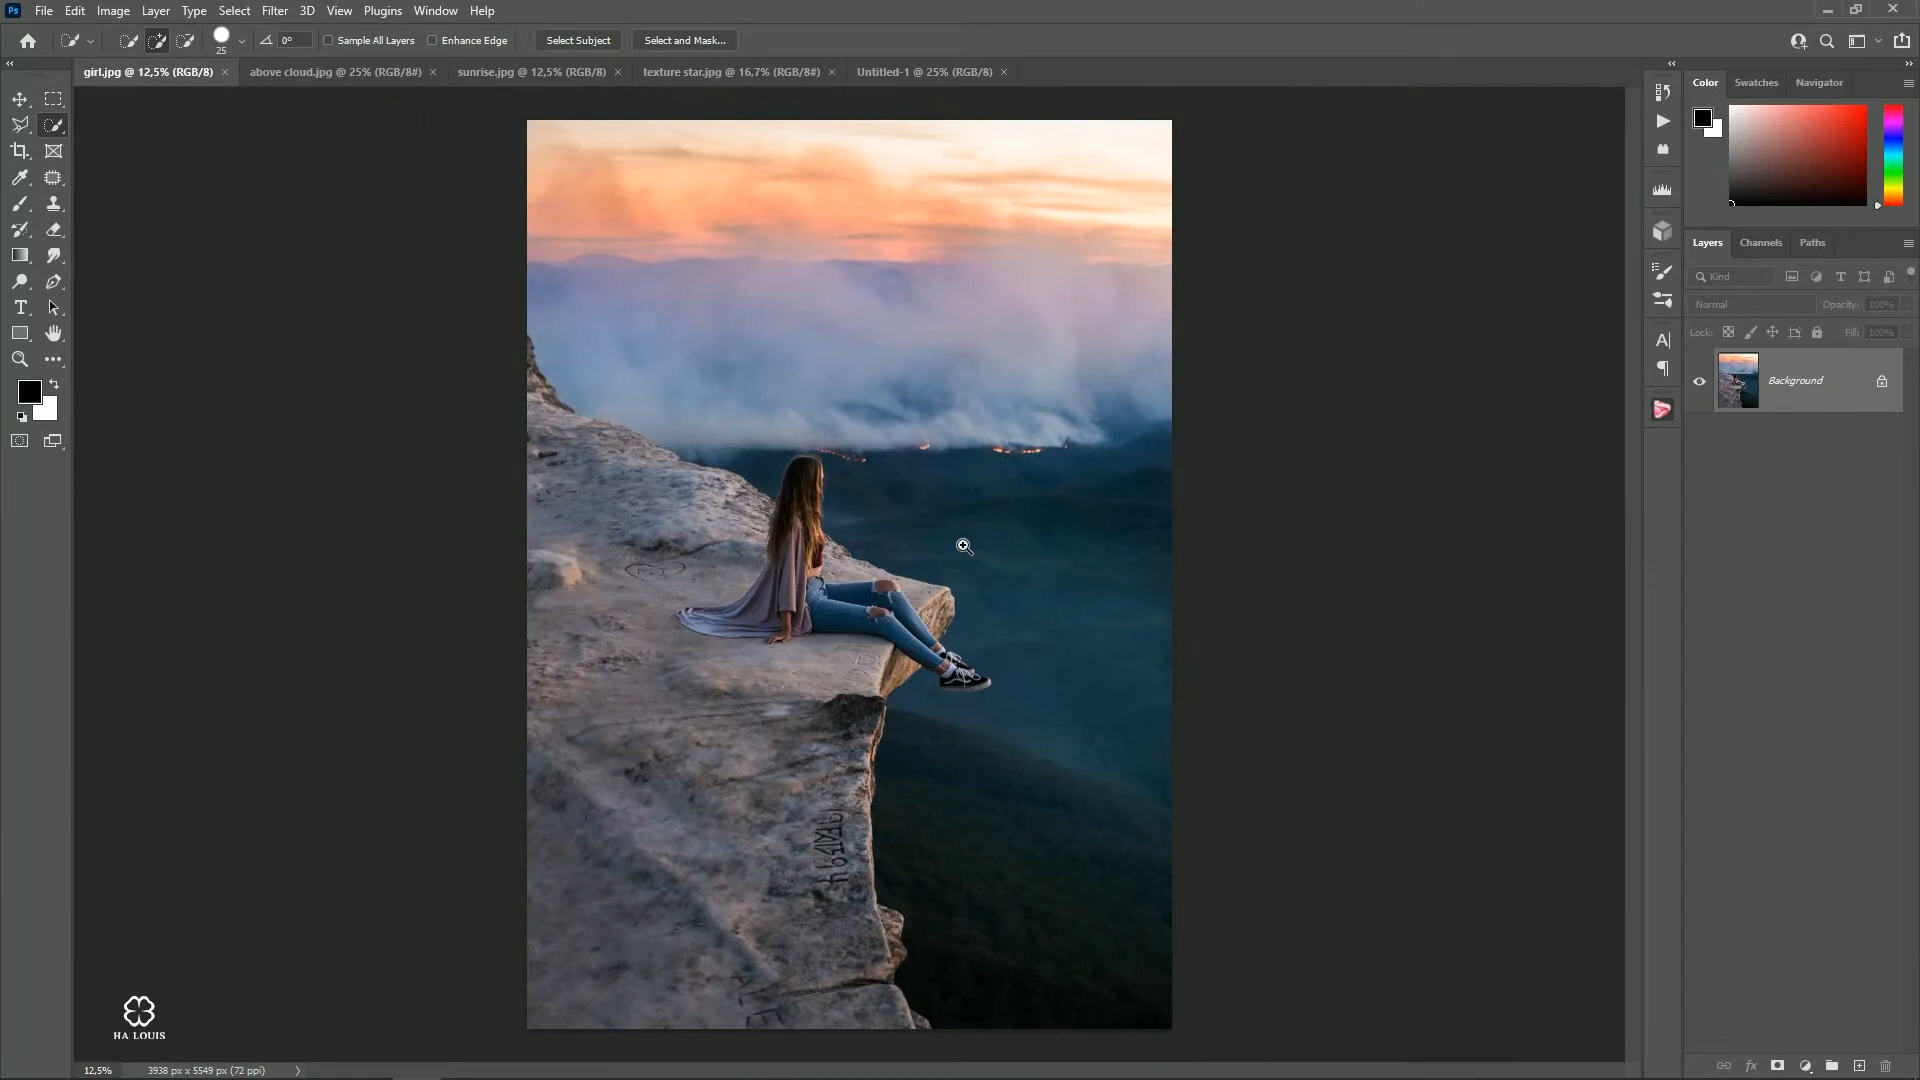 Ps File Edit Image Layer Type Select Filter 3D View Plugins Window Help
25 0° Sample All Layers Enhance Edge Select Subject Select and Mask...
girl.jpg @ 12,5% (RGB/8) × above cloud.jpg @ 25% (RGB/8#) × sunrise.jpg @ 12,5% (RGB/8) × texture star.jpg @ 16,7% (RGB/8#) × Untitled-1 @ 25% (RGB/8) ×
Color Swatches Navigator
Layers Channels Paths
Kind
Normal Opacity: 100%
Lock: Fill: 100%
Background
HA LOUIS
12,5% 3938 px x 5549 px (72 ppi)